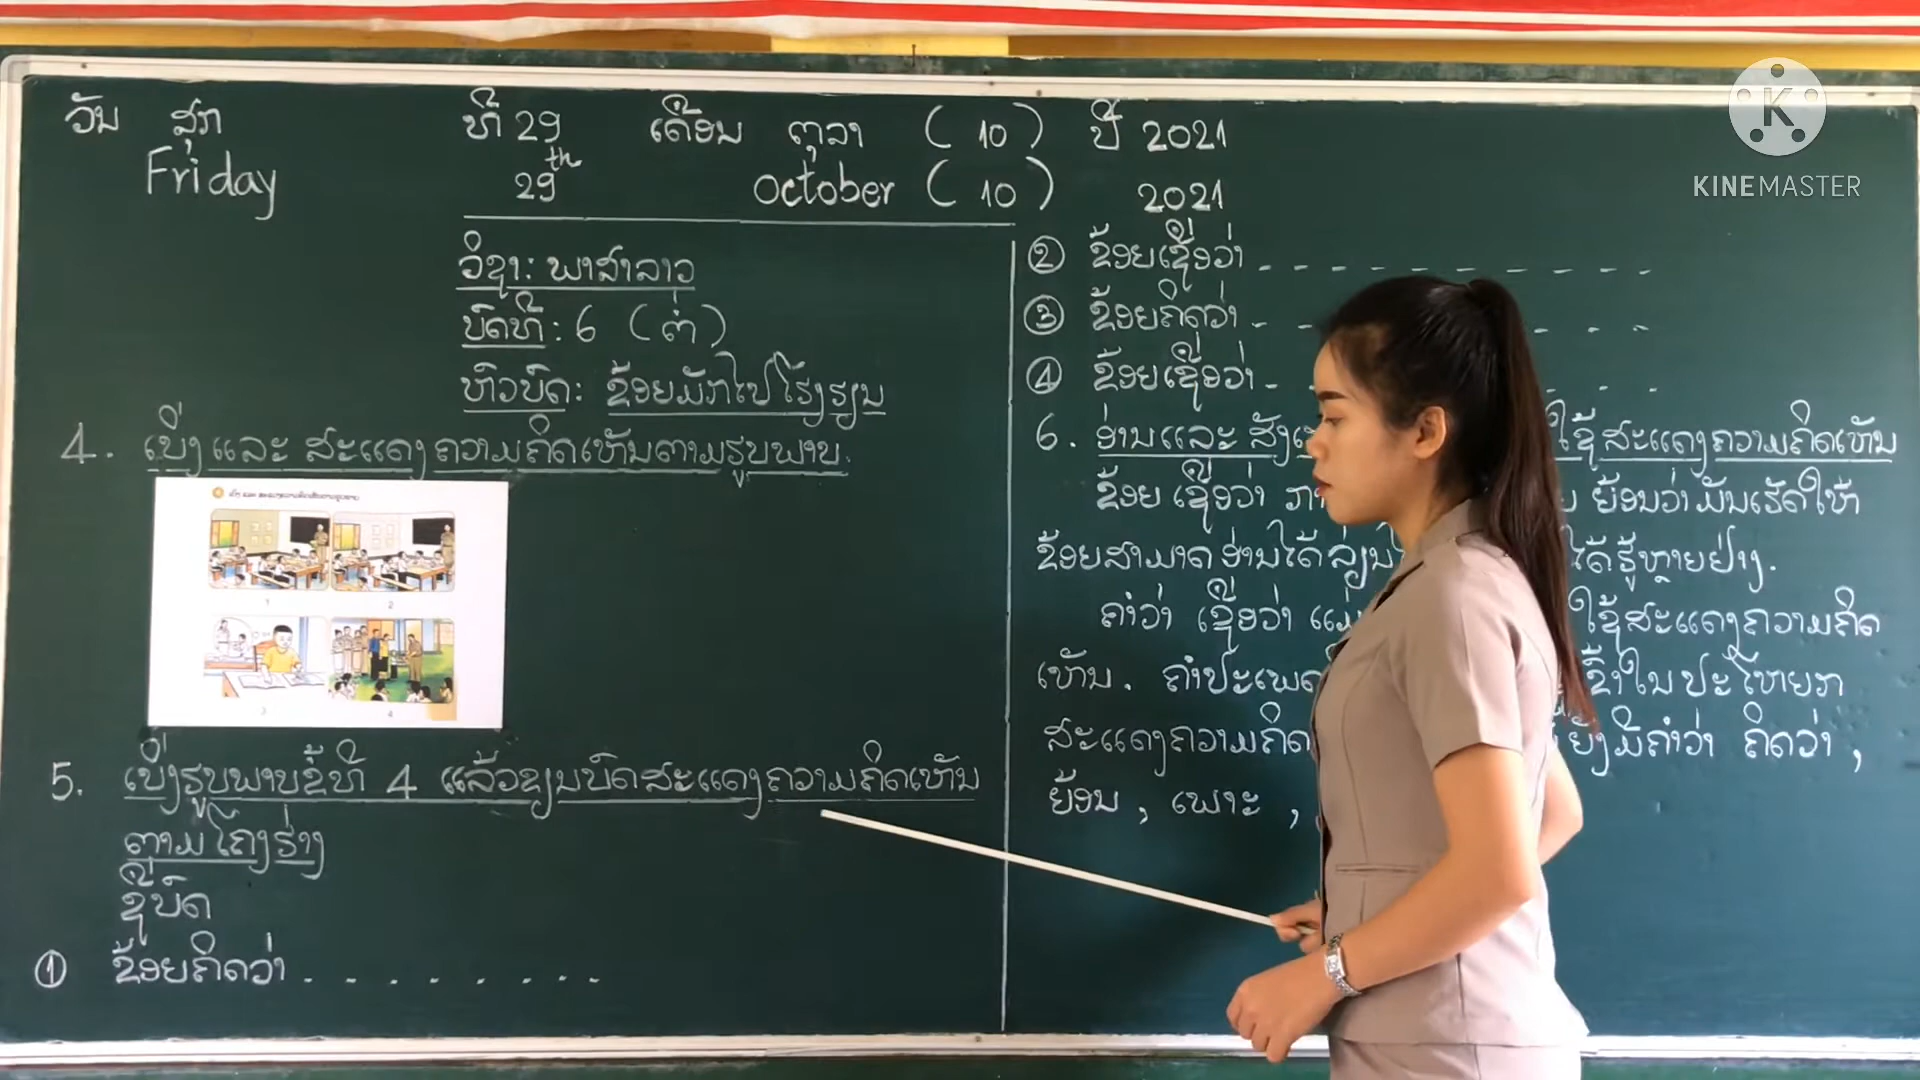 ວັນ ສຸກ ທີ 29 ເດືອນ ຕຸລາ ( 10 ) ປີ 2021
Friday 29th October ( 10 ) 2021
ວິຊາ: ພາສາລາວ
ບົດທີ: 6 (ຕໍ່)
ຫົວບົດ: ຂ້ອຍມັກໄປໂຮງຮຽນ
4. ເບິ່ງ ແລະ ສະແດງຄວາມຄິດເຫັນຕາມຮູບພາບ.
1 2
3 4
5. ເບິ່ງຮູບພາບຂໍ້ທີ 4 ແລ້ວຂຽນບົດສະແດງຄວາມຄິດເຫັນ
ຕາມໂຄງຮ່າງ
ຊື່ບົດ
① ຂ້ອຍຄິດວ່າ . . . . . . . .
② ຂ້ອຍເຊື່ອວ່າ - - - - - - - - - - -
③ ຂ້ອຍຄິດວ່າ - - - - -
④ ຂ້ອຍເຊື່ອວ່າ - - - - -
6. ອ່ານແລະ ໃຊ້ສະແດງຄວາມຄິດເຫັນ
ຂ້ອຍ ເຊື່ອວ່າ ຍ້ອນວ່າມັນເຮັດໃຫ້
ຂ້ອຍສາມາດອ່ານໄດ້ ໄດ້ຮູ້ຫຼາຍຢ່າງ.
ຄຳວ່າ ເຊື່ອວ່າ ໃຊ້ສະແດງຄວາມຄິດ
ເຫັນ. ເຂົ້າໃນປະໂຫຍກ
ສະແດງຄວາມຄິດ ຍັງມີຄຳວ່າ ຄິດວ່າ ,
ຍ້ອນ , ເພາະ ,
KINEMASTER